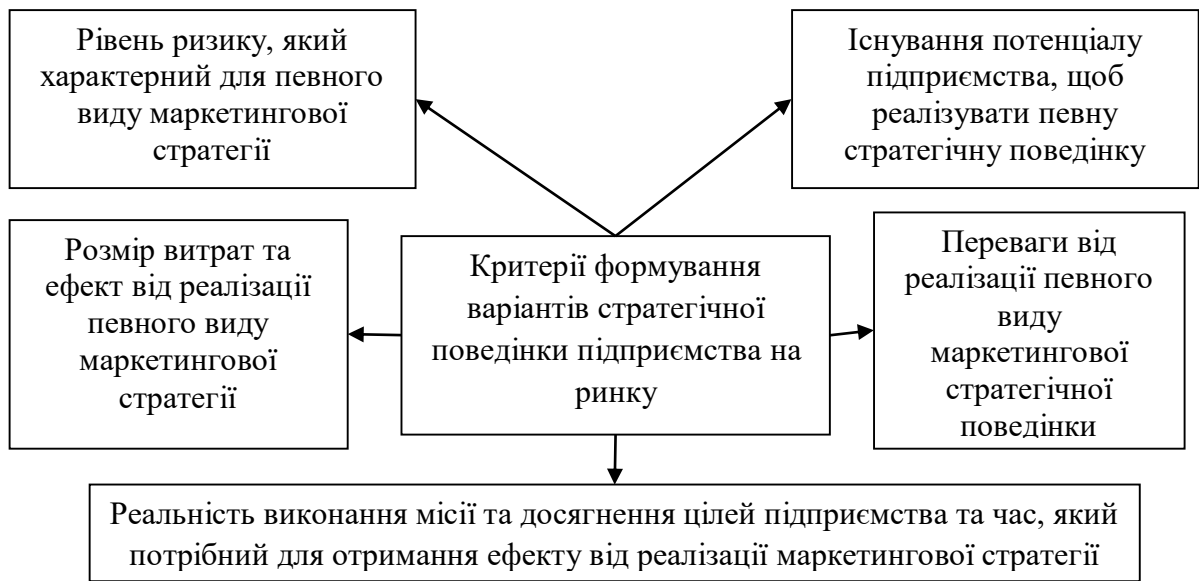 Рівень ризику, який
характерний для певного
виду маркетингової
стратегії
Існування потенціалу
підприємства, щоб
реалізувати певну
стратегічну поведінку
Розмір витрат та
ефект від реалізації
певного виду
маркетингової
стратегії
Критерії формування
варіантів стратегічної
поведінки підприємства на
ринку
Переваги від
реалізації певного
виду
маркетингової
стратегічної
поведінки
Реальність виконання місії та досягнення цілей підприємства та час, який
потрібний для отримання ефекту від реалізації маркетингової стратегії